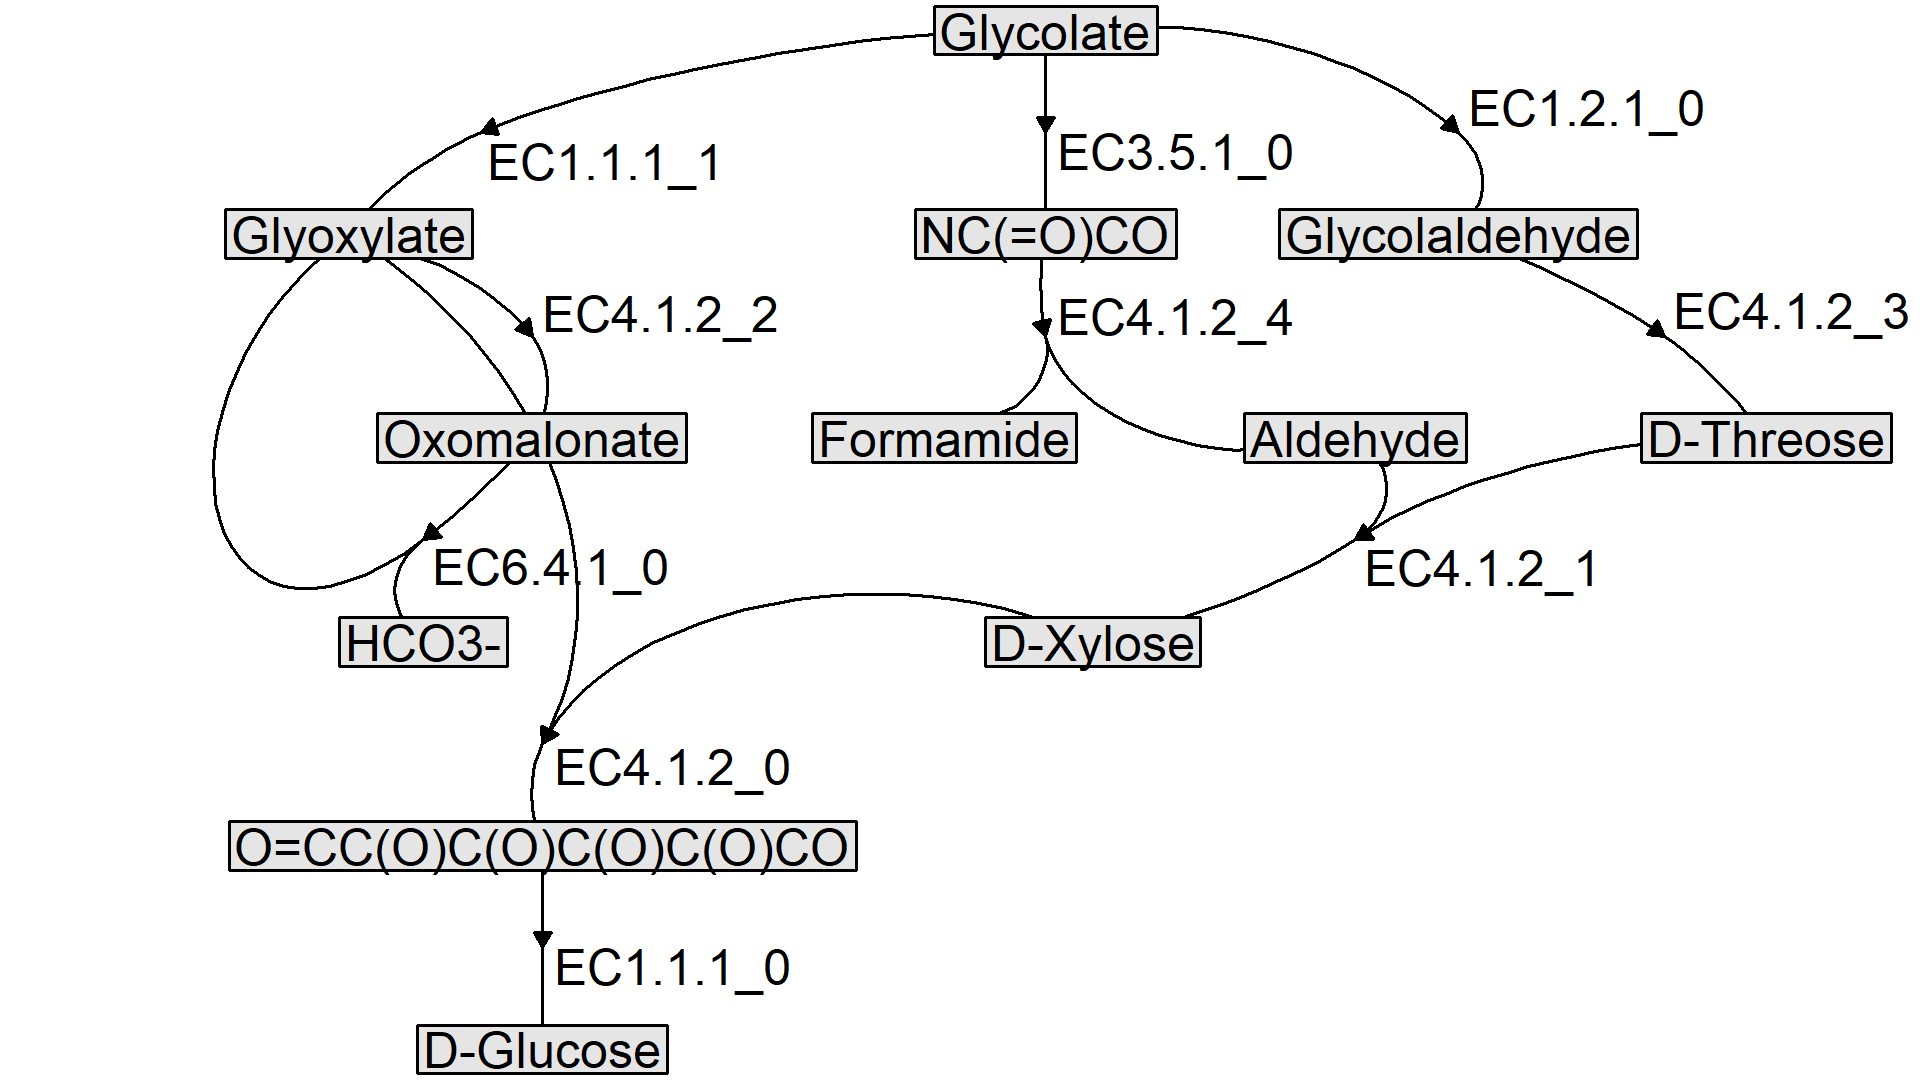 Glycolate
EC1.2.1_0
EC1.1.1_1
EC3.5.1_0
Glyoxylate
NC(=O)CO
Glycolaldehyde
EC4.1.2_2
EC4.1.2_4
EC4.1.2_3
Oxomalonate
Formamide
Aldehyde
D-Threose
EC6.4.1_0
EC4.1.2_1
HCO3-
D-Xylose
EC4.1.2_0
O=CC(O)C(O)C(O)C(O)CO
EC1.1.1_0
D-Glucose